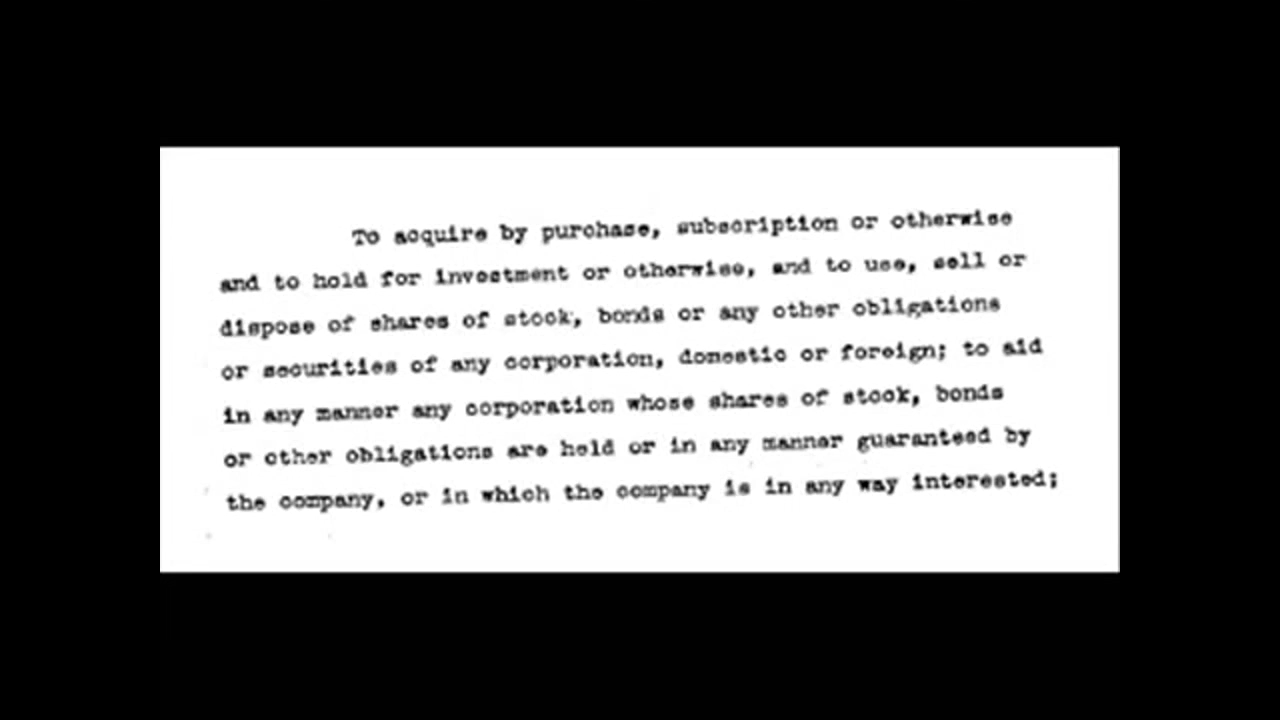 To acquire by purchase, subscription or otherwise
and to hold for investment or otherwise, and to use, sell or
dispose of shares of stock, bonds or any other obligations
or securities of any corporation, domestic or foreign; to aid
in any manner any corporation whose shares of stock, bonds
or other obligations are held or in any manner guaranteed by
the company, or in which the company is in any way interested;